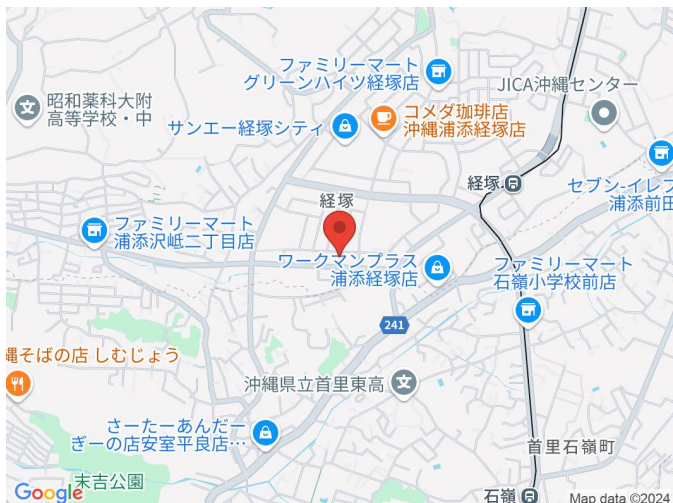 ファミリーマート
グリーンハイツ経塚店
JICA沖縄センター
昭和薬科大附
高等学校・中
コメダ珈琲店
沖縄浦添経塚店
サンエー経塚シティ
経塚
セブン-イレブ
浦添前田
経塚
ファミリーマート
浦添沢岻二丁目店
ワークマンプラス
浦添経塚店
ファミリーマート
石嶺小学校前店
241
縄そばの店 しむじょう
沖縄県立首里東高
さーたーあんだー
ぎーの店安室平良店…
首里石嶺町
末吉公園
石嶺
Google
Map data ©2024